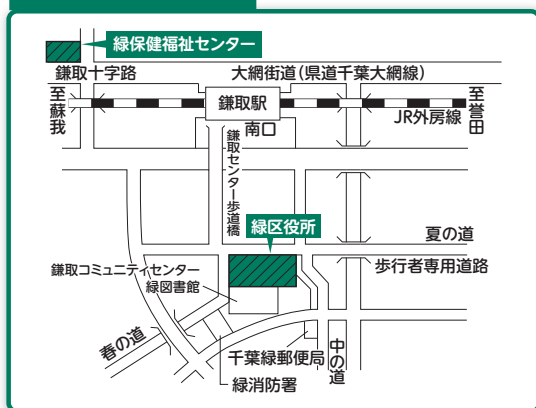 緑保健福祉センター
鎌取十字路
大網街道(県道千葉大網線)
至蘇我
鎌取駅
至誉田
JR外房線
南口
鎌取センター歩道橋
緑区役所
夏の道
鎌取コミュニティセンター
歩行者専用道路
緑図書館
春の道
千葉緑郵便局
中の道
緑消防署